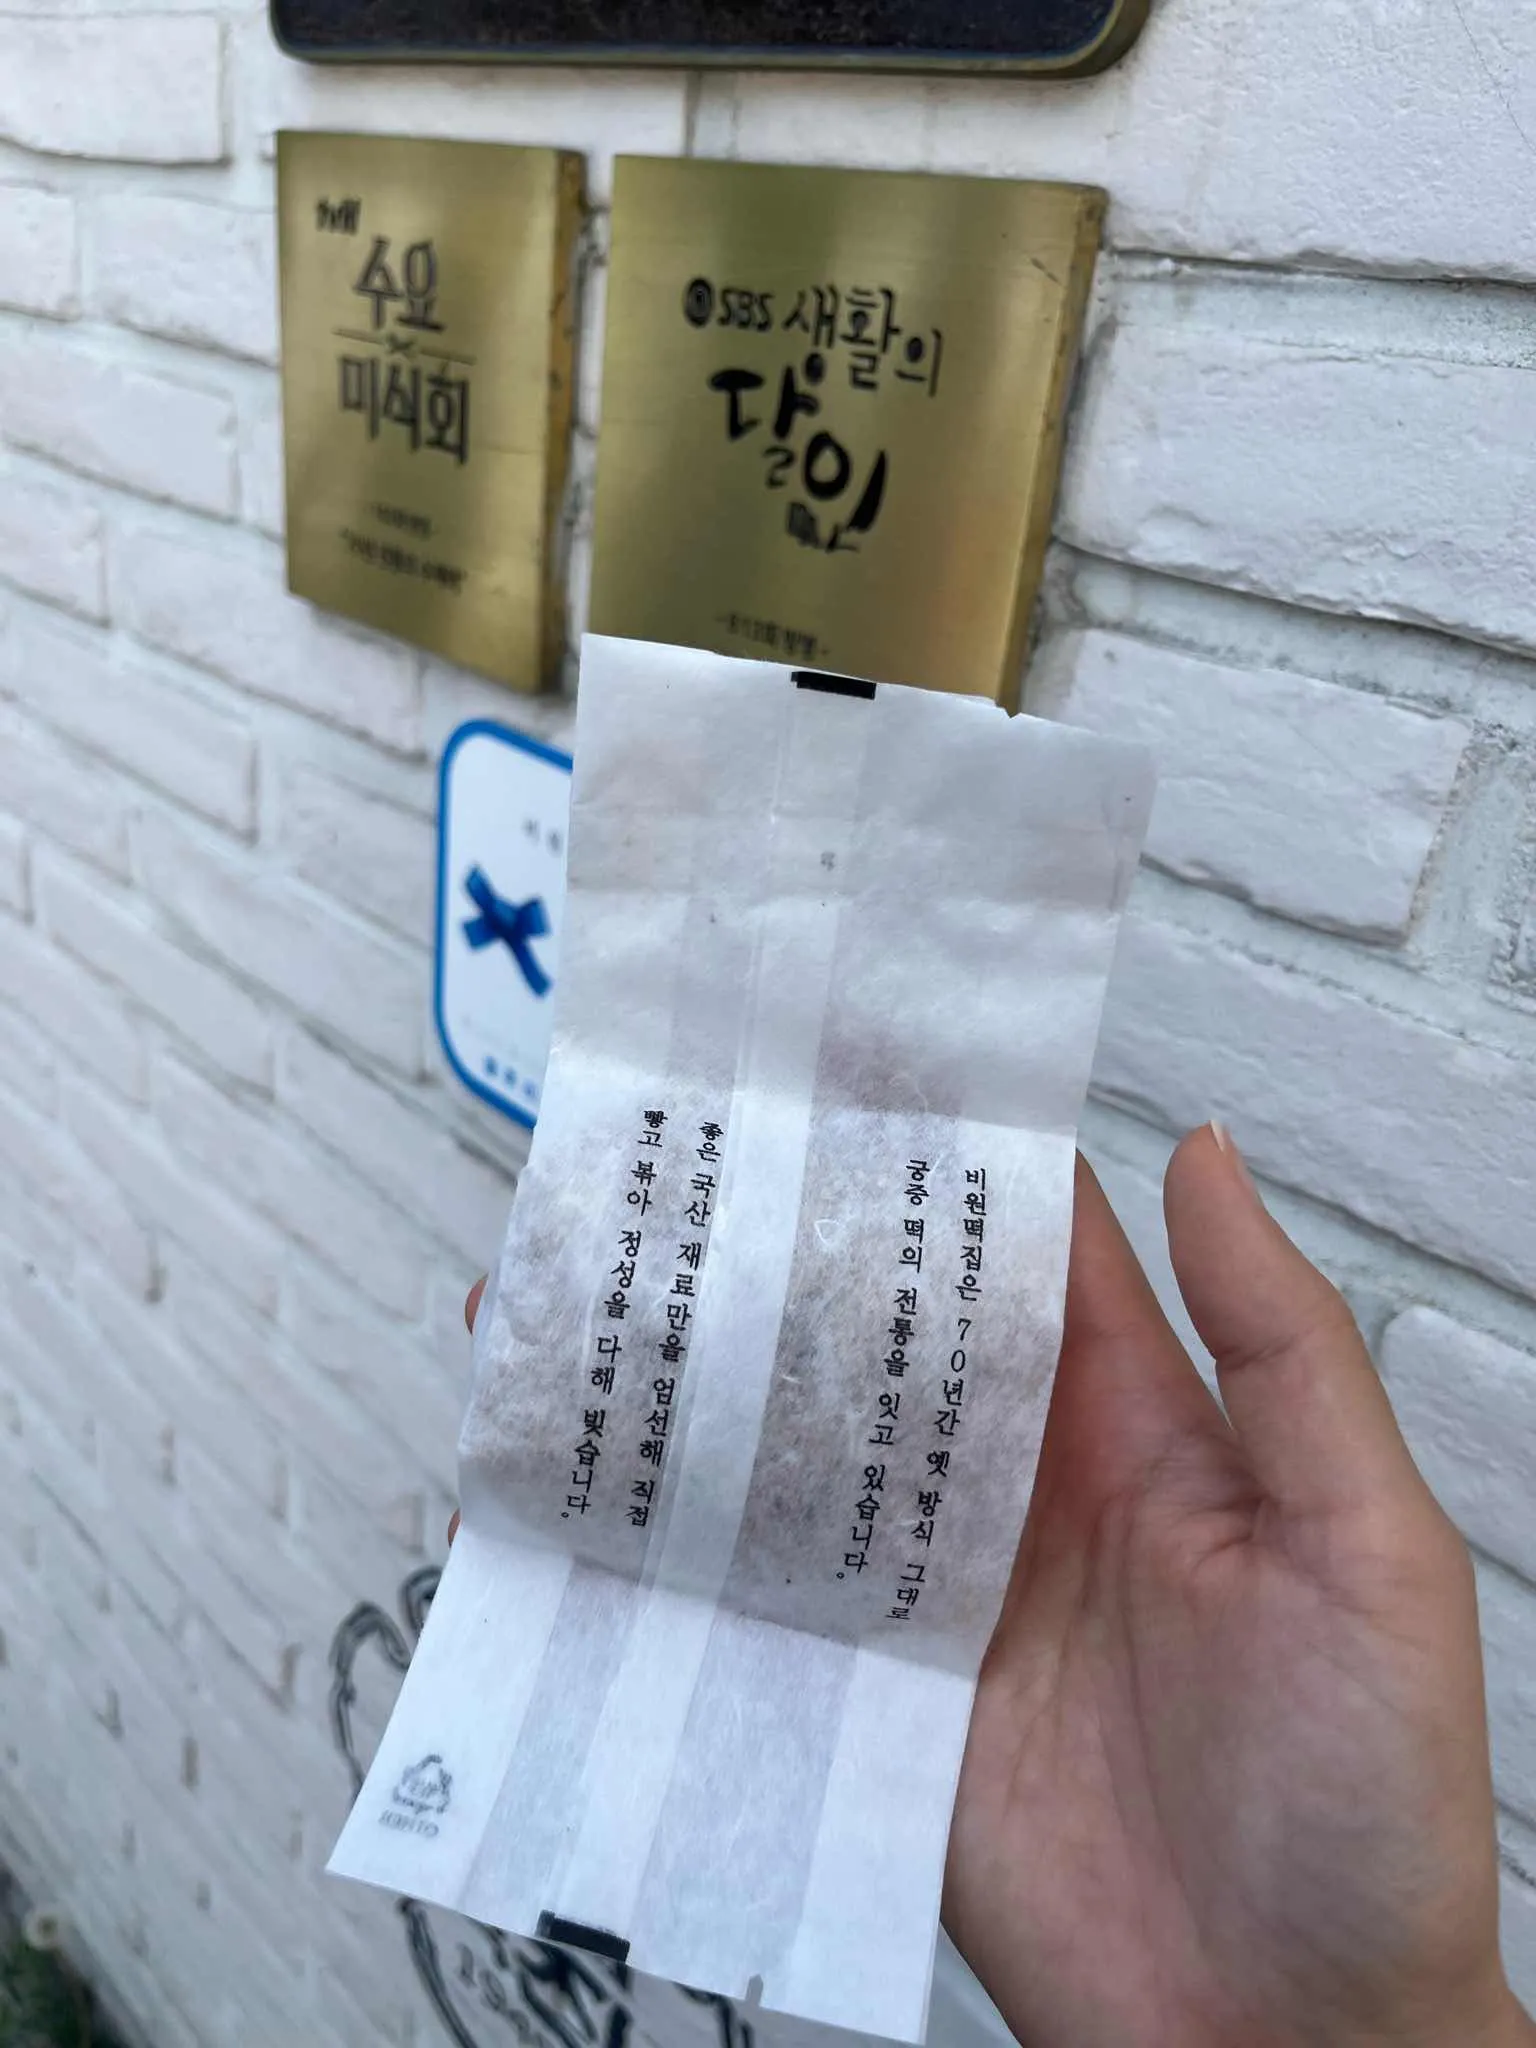 tvN
수요
미식회
SBS 생활의
달인
비원떡집은 70년간 옛 방식 그대로
궁중 떡의 전통을 잇고 있습니다.
좋은 국산 재료만을 엄선해 직접
빻고 볶아 정성을 다해 빚습니다.
OTHER